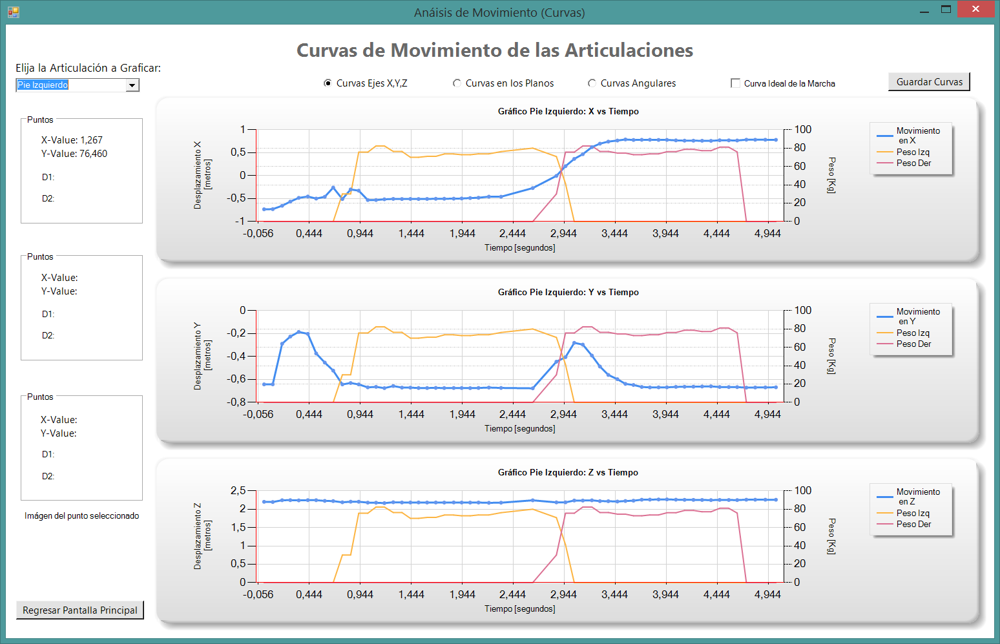 Anáisis de Movimiento (Curvas)
Curvas de Movimiento de las Articulaciones
Elija la Articulación a Graficar:
Pie Izquierdo
Curvas Ejes X,Y,Z
Curvas en los Planos
Curvas Angulares
Curva Ideal de la Marcha
Guardar Curvas
Puntos
X-Value: 1,267
Y-Value: 76,460
D1:
D2:
Gráfico Pie Izquierdo: X vs Tiempo
Desplazamiento X
[metros]
1
0,5
0
-0,5
-1
-0,056 0,444 0,944 1,444 1,944 2,444 2,944 3,444 3,944 4,444 4,944
Tiempo [segundos]
100
80
60
40
20
0
Peso [Kg]
Movimiento
en X
Peso Izq
Peso Der
Puntos
X-Value:
Y-Value:
D1:
D2:
Gráfico Pie Izquierdo: Y vs Tiempo
Desplazamiento Y
[metros]
0
-0,2
-0,4
-0,6
-0,8
-0,056 0,444 0,944 1,444 1,944 2,444 2,944 3,444 3,944 4,444 4,944
Tiempo [segundos]
100
80
60
40
20
0
Peso [Kg]
Movimiento
en Y
Peso Izq
Peso Der
Puntos
X-Value:
Y-Value:
D1:
D2:
Imágen del punto seleccionado
Gráfico Pie Izquierdo: Z vs Tiempo
Desplazamiento Z
[metros]
2,5
2
1,5
1
0,5
0
-0,056 0,444 0,944 1,444 1,944 2,444 2,944 3,444 3,944 4,444 4,944
Tiempo [segundos]
100
80
60
40
20
0
Peso [Kg]
Movimiento
en Z
Peso Izq
Peso Der
Regresar Pantalla Principal